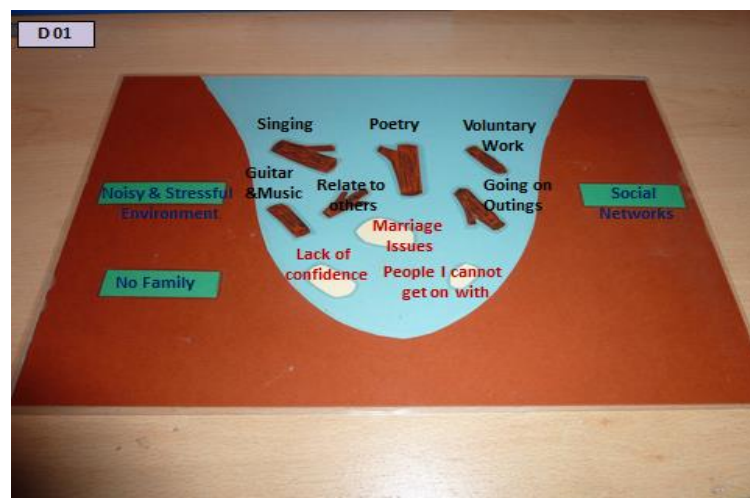 D 01
Singing
Poetry
Voluntary
Work
Guitar
&Music
Relate to
others
Going on
Outings
Noisy & Stressful
Environment
Social
Networks
Marriage
Issues
Lack of
confidence
People I cannot
get on with
No Family